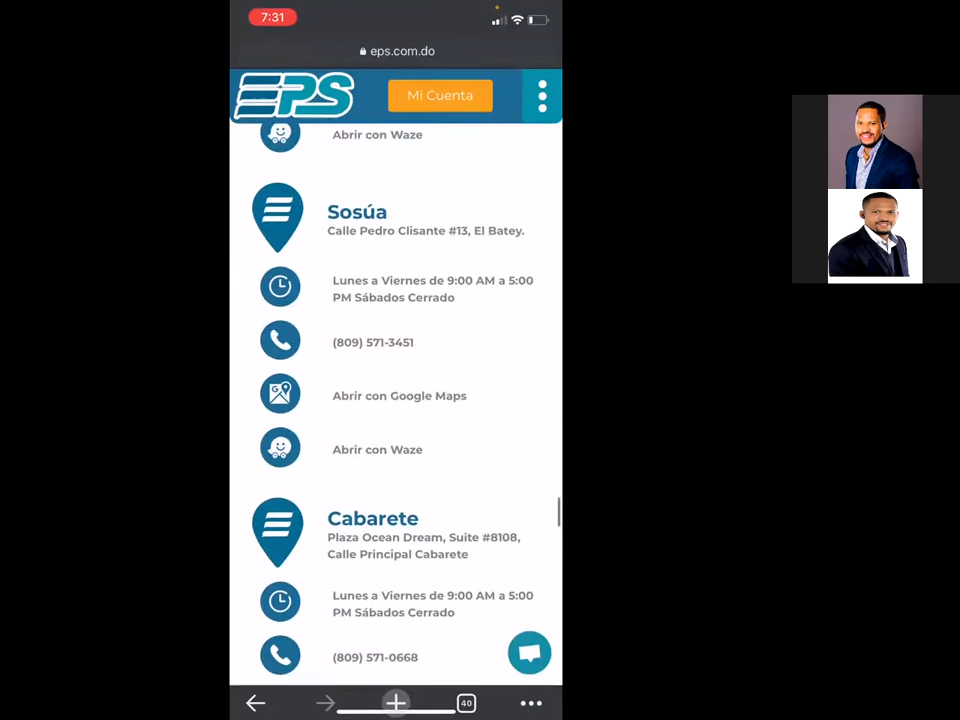 7:31
eps.com.do
EPS
Mi Cuenta
Abrir con Waze
Sosúa
Calle Pedro Clisante #13, El Batey.
Lunes a Viernes de 9:00 AM a 5:00
PM Sábados Cerrado
(809) 571-3451
G
Abrir con Google Maps
Abrir con Waze
Cabarete
Plaza Ocean Dream, Suite #8108,
Calle Principal Cabarete
Lunes a Viernes de 9:00 AM a 5:00
PM Sábados Cerrado
(809) 571-0668
40